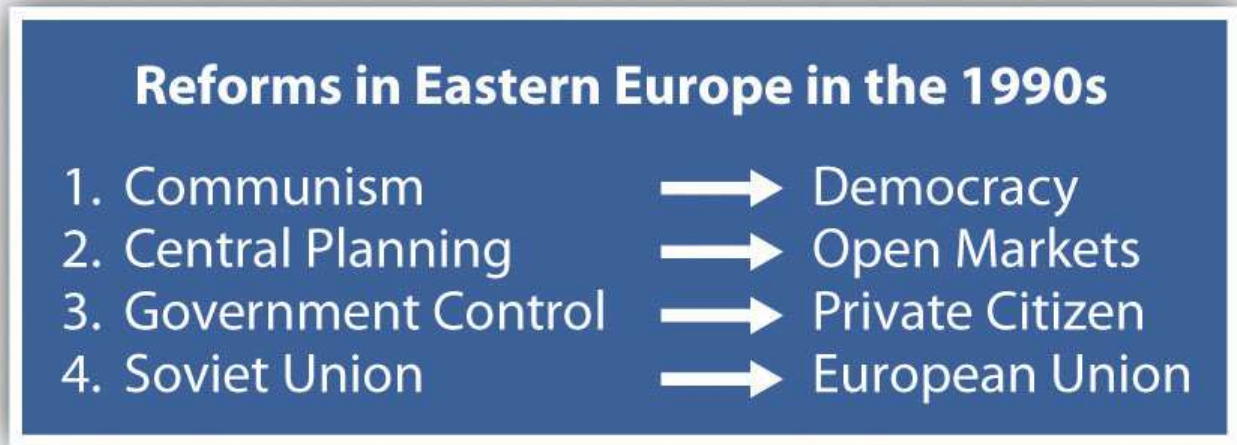 Reforms in Eastern Europe in the 1990s
1. Communism → Democracy
2. Central Planning → Open Markets
3. Government Control → Private Citizen
4. Soviet Union → European Union